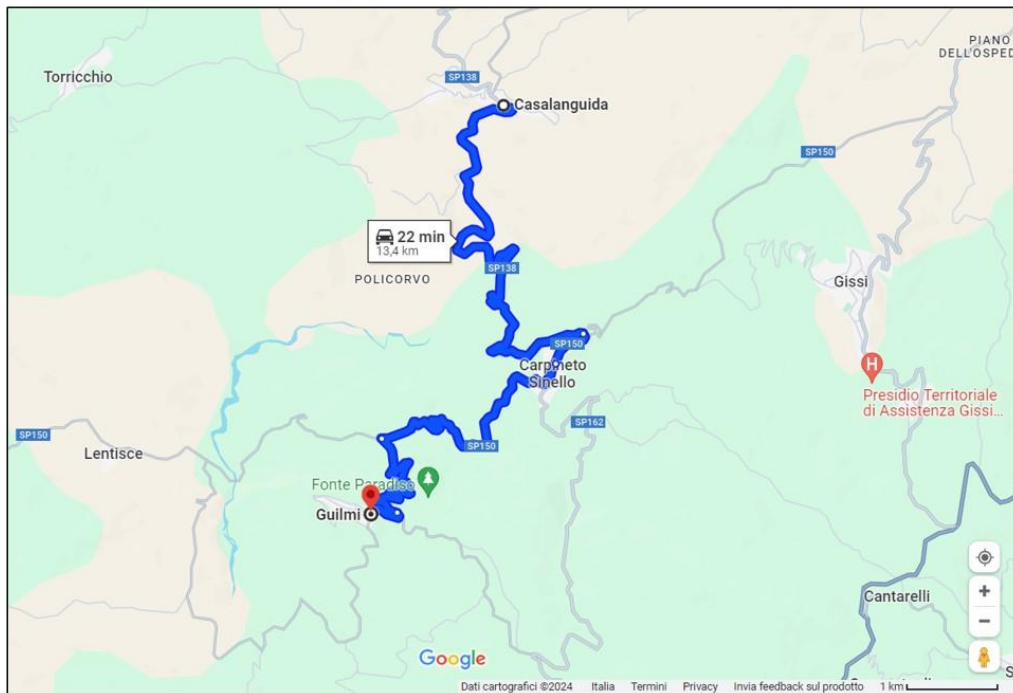 PIANO
DELL'OSPED
Torricchio
SP138
Casalanguida
SP150
22 min
13,4 km
POLICORVO
SP138
Gissi
SP150
Carpineto
Sinello
H
Presidio Territoriale
di Assistenza Gissi...
SP162
SP150
SP150
Lentisce
Fonte Paradiso
Guilmi
Cantarelli
Google
Dati cartografici ©2024 Italia Termini Privacy Invia feedback sul prodotto 1 km